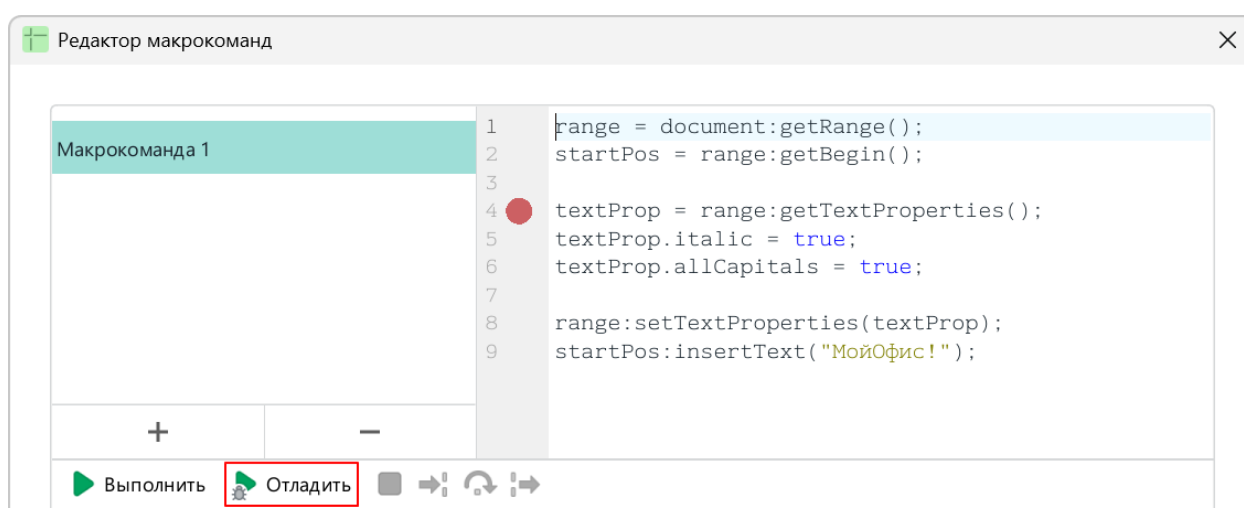 Редактор макрокоманд
Макрокоманда 1
1 range = document:getRange();
2 startPos = range:getBegin();
3
4 textProp = range:getTextProperties();
5 textProp.italic = true;
6 textProp.allCapitals = true;
7
8 range:setTextProperties(textProp);
9 startPos:insertText("МойОфис!");
+ −
Выполнить Отладить